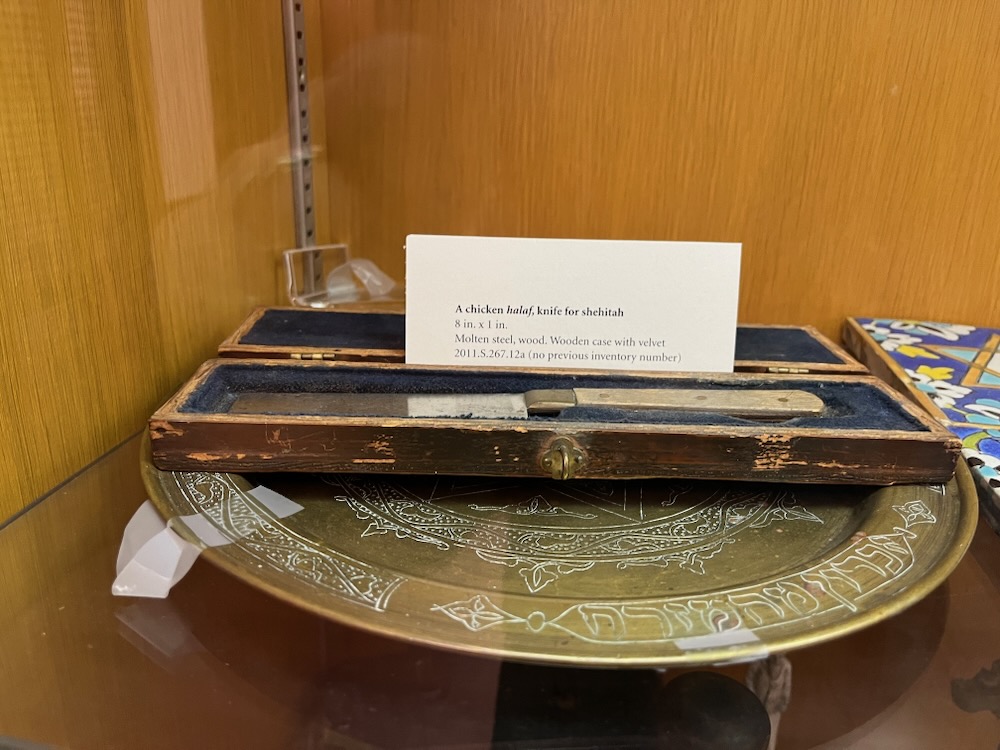 A chicken halaf, knife for shehitah
8 in. x 1 in.
Molten steel, wood. Wooden case with velvet
2011.S.267.12a (no previous inventory number)
זכרון